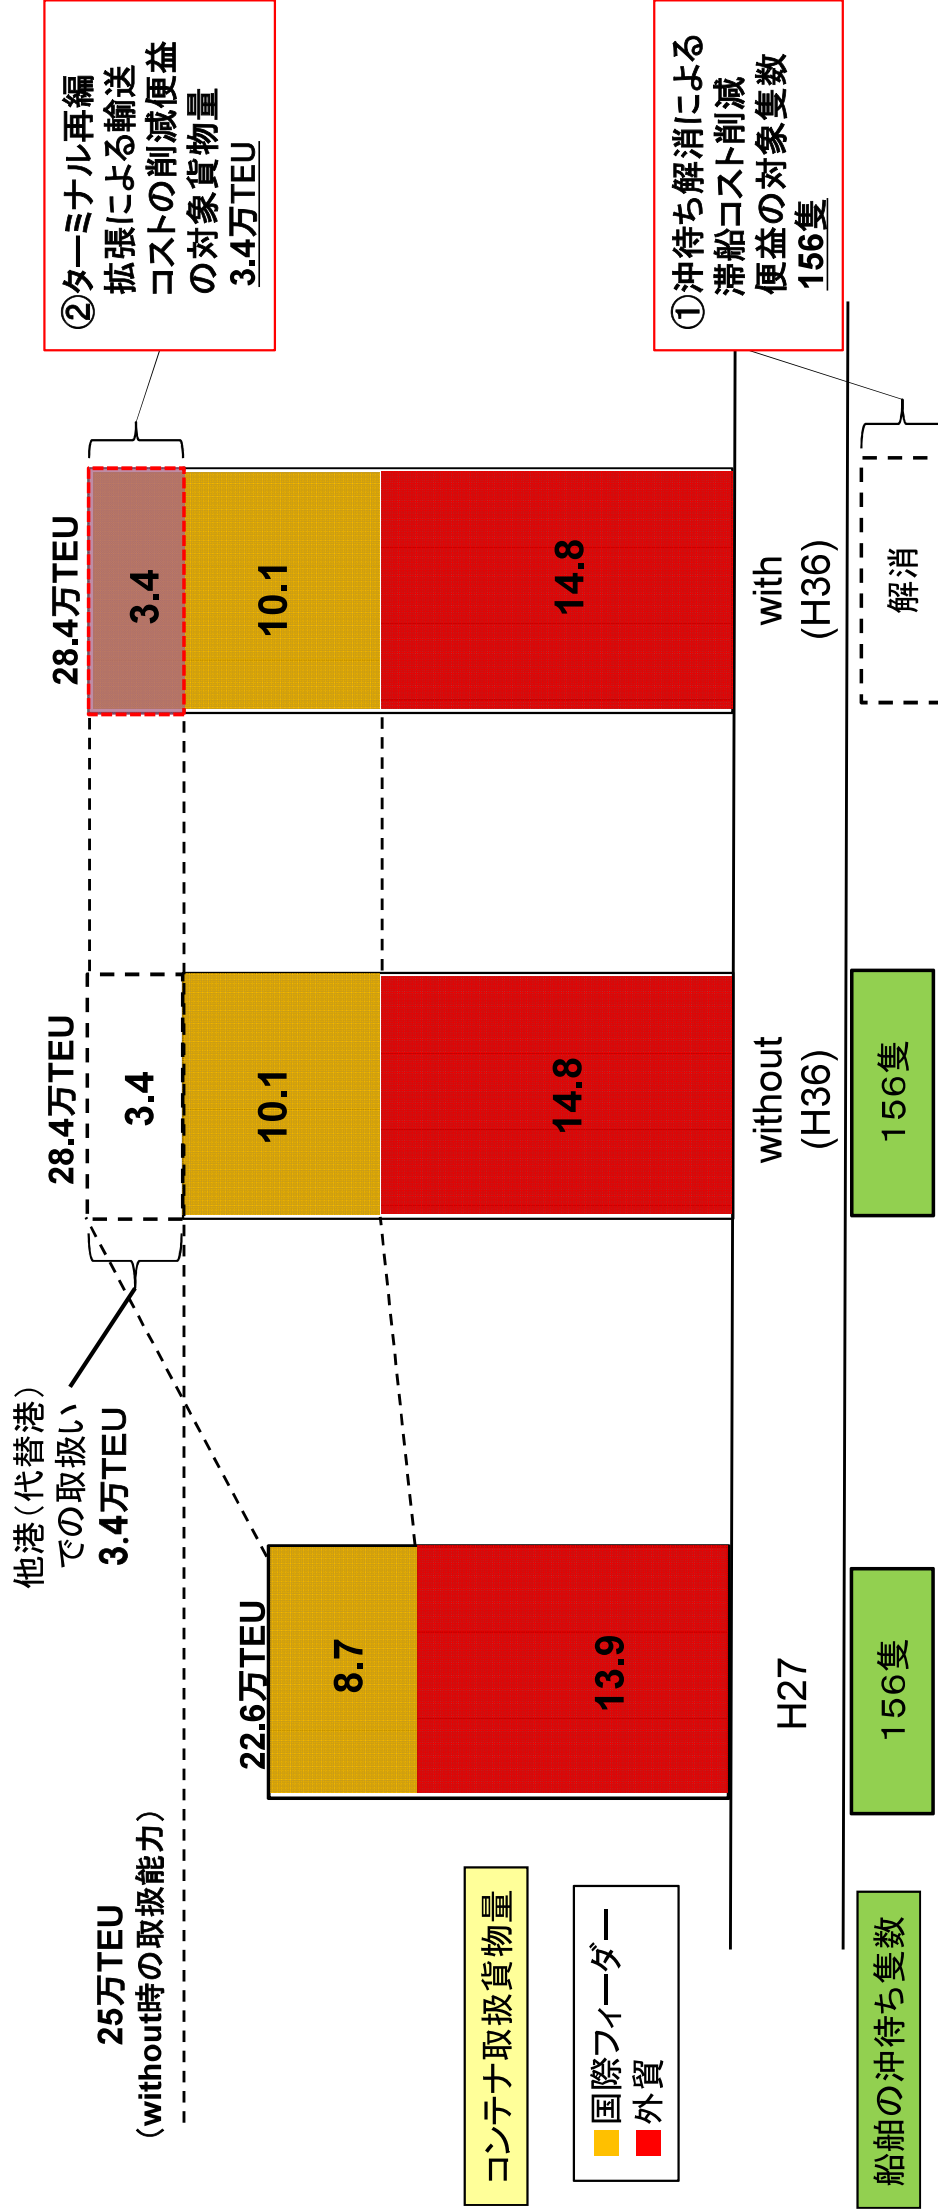 ②ターミナル再編
拡張による輸送
コストの削減便益
の対象貨物量
3.4万TEU
①沖待ち解消による
滞船コスト削減
便益の対象隻数
156隻
他港(代替港)
での取扱い
3.4万TEU
25万TEU
(without時の取扱能力)
22.6万TEU
8.7
13.9
28.4万TEU
3.4
10.1
14.8
28.4万TEU
3.4
10.1
14.8
コンテナ取扱貨物量
国際フィーダー
外貿
H27
without
(H36)
with
(H36)
船舶の沖待ち隻数
156隻
156隻
解消